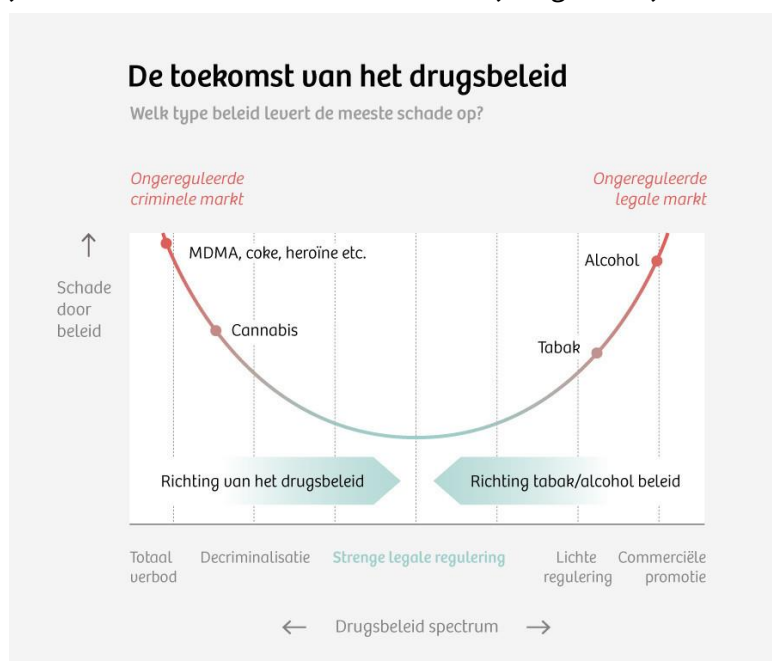 De toekomst van het drugsbeleid
Welk type beleid levert de meeste schade op?
Ongereguleerde
criminele markt
Ongereguleerde
legale markt
Schade
door
beleid
MDMA, coke, heroïne etc.
Cannabis
Alcohol
Tabak
Richting van het drugsbeleid
Richting tabak/alcohol beleid
Totaal
verbod
Decriminalisatie
Strenge legale regulering
Lichte
regulering
Commerciële
promotie
Drugsbeleid spectrum